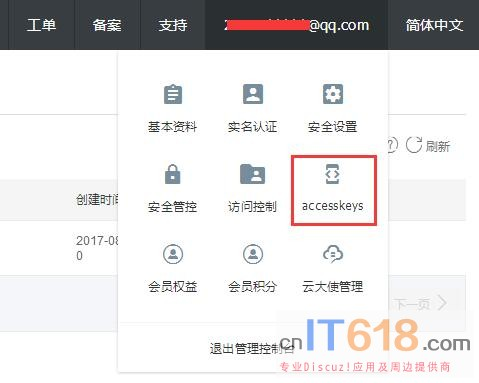 工单 备案 支持 @qq.com 简体中文
基本资料 实名认证 安全设置
刷新
安全管控 访问控制 accesskeys
创建时间
2017-08
0
会员权益 会员积分 云大使管理
下一页
退出管理控制台
cnIT618.com
专业Discuz!应用及周边提供商